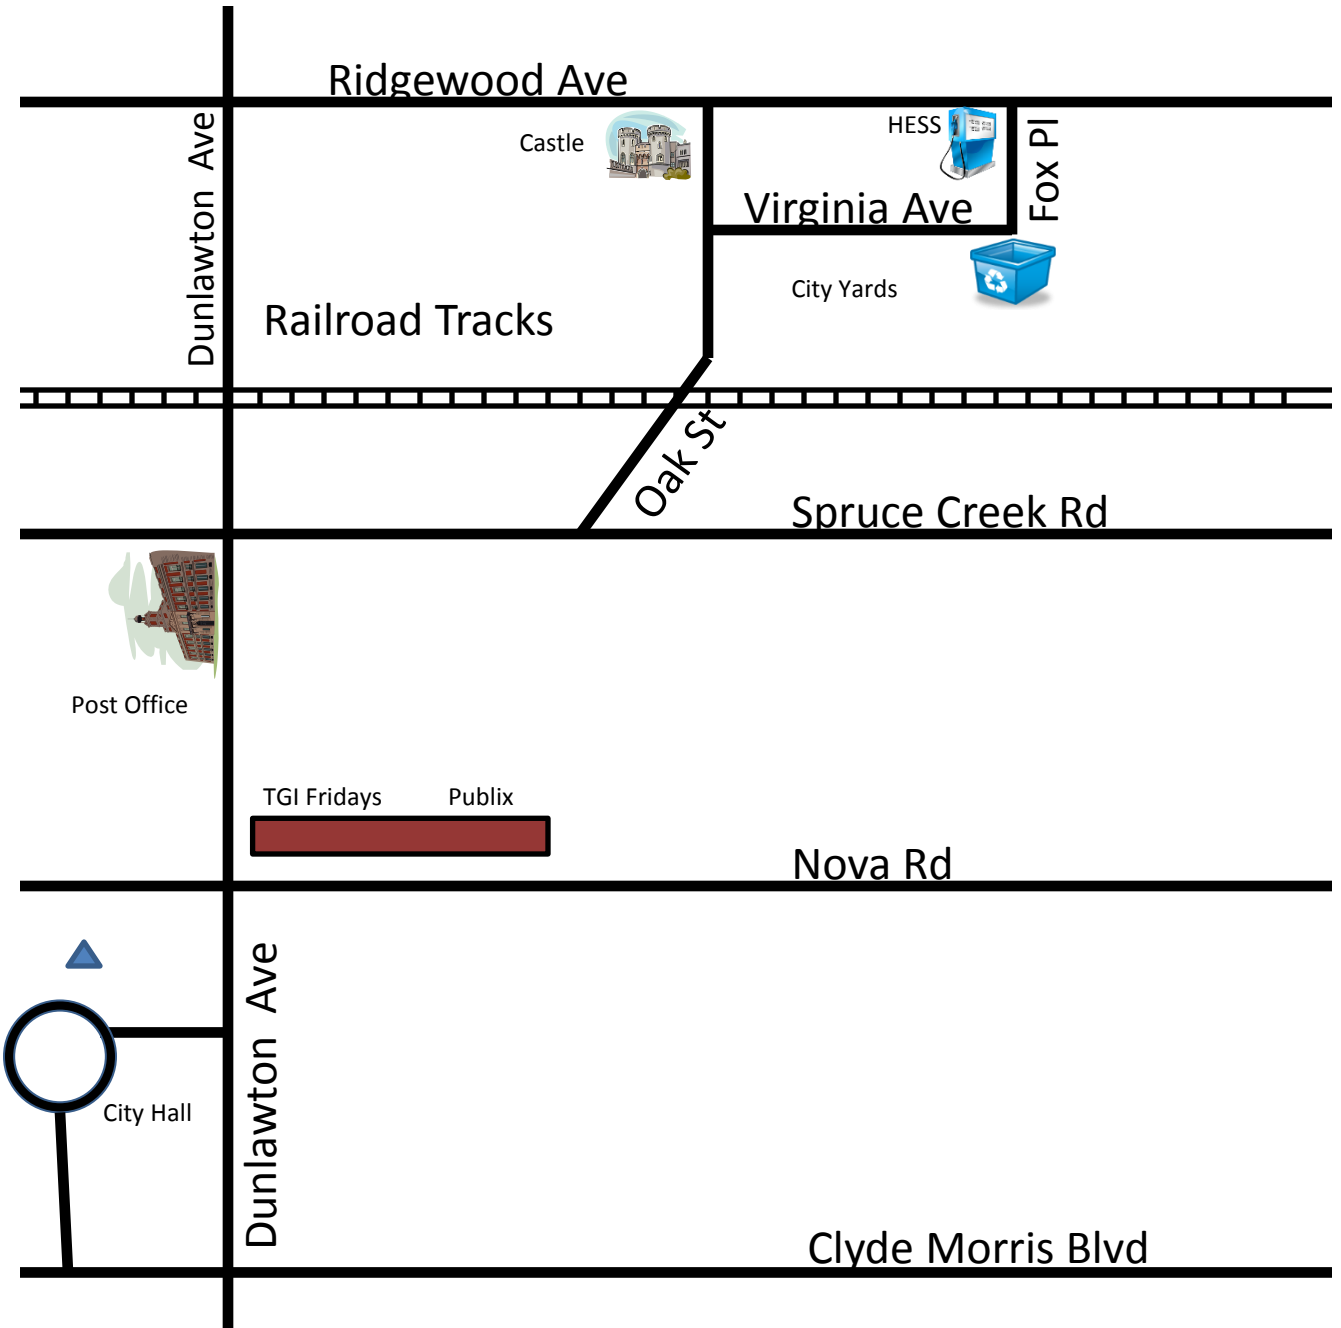 Ridgewood Ave
Dunlawton Ave
Castle
HESS
Fox Pl
Virginia Ave
City Yards
Railroad Tracks
Oak St
Spruce Creek Rd
Post Office
TGI Fridays
Publix
Nova Rd
Dunlawton Ave
City Hall
Clyde Morris Blvd